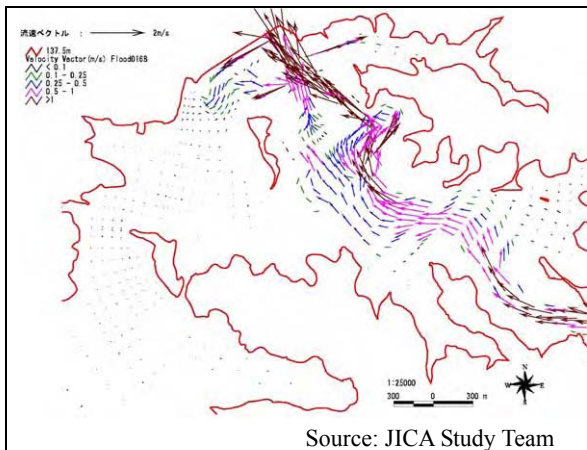 流速ベクトル : 2m/s
137.5m
Velocity Vector(m/s) Flood0168
< 0.1
0.1 - 0.25
0.25 - 0.5
0.5 - 1
>1
N
W E
S
1:25000
300 0 300 m
Source: JICA Study Team